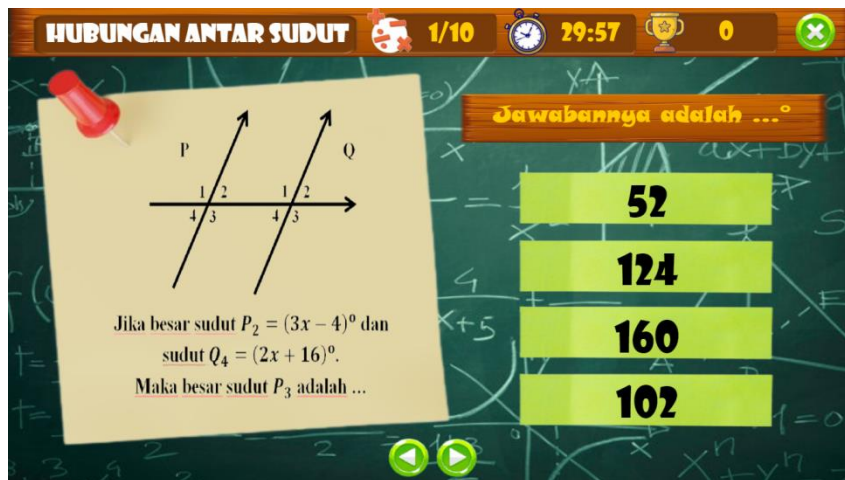 HUBUNGAN ANTAR SUDUT
1/10
29:57
0
P
Q
1 2
4 3
1 2
4 3
Jika besar sudut P₂ = (3x − 4)⁰ dan
sudut Q₄ = (2x + 16)⁰.
Maka besar sudut P₃ adalah ...
Jawabannya adalah ...°
52
124
160
102